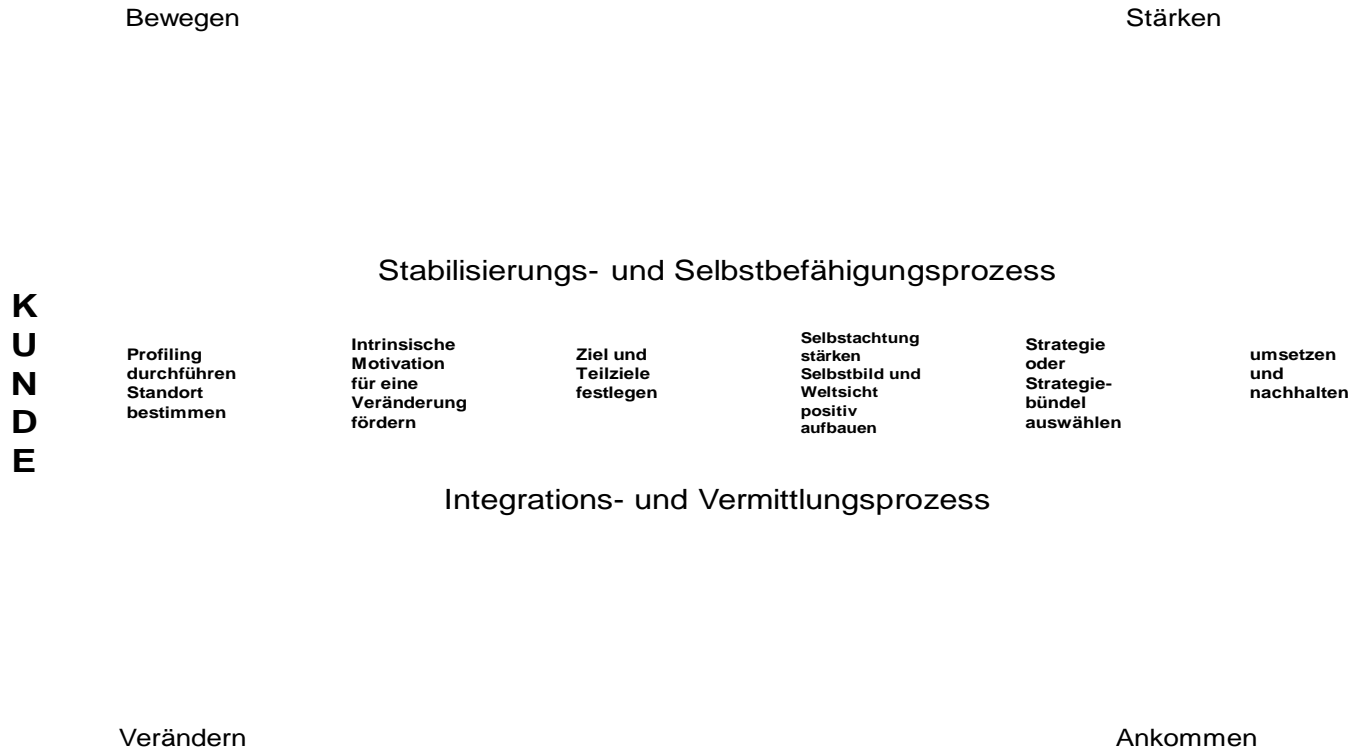 Bewegen
Stärken
Stabilisierungs- und Selbstbefähigungsprozess
K
U
N
D
E
Profiling
durchführen
Standort
bestimmen
Intrinsische
Motivation
für eine
Veränderung
fördern
Ziel und
Teilziele
festlegen
Selbstachtung
stärken
Selbstbild und
Weltsicht
positiv
aufbauen
Strategie
oder
Strategie-
bündel
auswählen
umsetzen
und
nachhalten
Integrations- und Vermittlungsprozess
Verändern
Ankommen